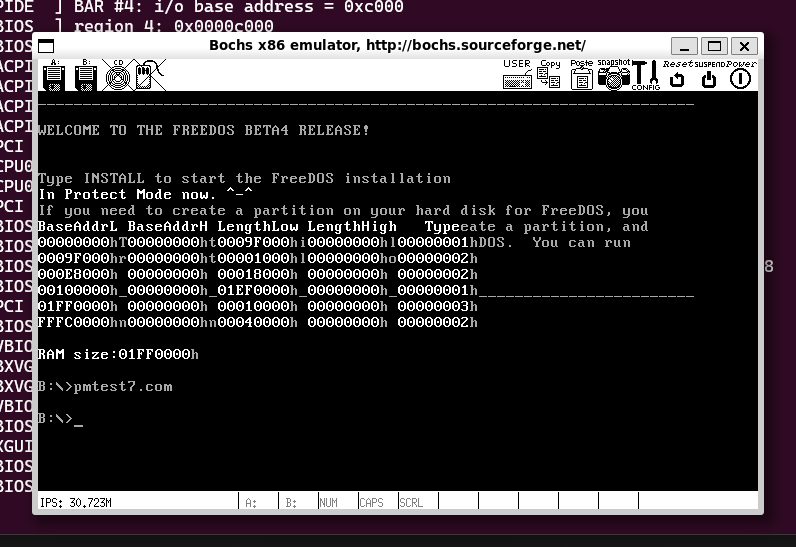 PIDE  ] BAR #4: i/o base address = 0xc000
BIOS  ] region 4: 0x0000c000
BIOS
ACPI
ACPI
ACPI
ACPI
PCI
CPU0
CPU0
PCI
BIOS
BIOS
BIOS
BIOS
PCI
BIOS
VBIO
BXVG
BXVG
VBIO
BIOS
XGUI
BIOS
BIOS
8
Bochs x86 emulator, http://bochs.sourceforge.net/
A: B: CD USER Copy Paste snapshot CONFIG Reset SUSPEND Power
WELCOME TO THE FREEDOS BETA4 RELEASE!
Type INSTALL to start the FreeDOS installation
In Protect Mode now. ^-^
If you need to create a partition on your hard disk for FreeDOS, you
BaseAddrL BaseAddrH LengthLow LengthHigh   Typeeate a partition, and
00000000hT00000000ht0009F000hi00000000hl00000001hDOS.  You can run
0009F000hr00000000ht00001000hl00000000ho00000002h
000E8000h 00000000h 00018000h 00000000h 00000002h
00100000h_00000000h_01EF0000h_00000000h_00000001h___________________________
01FF0000h 00000000h 00010000h 00000000h 00000003h
FFFC0000hn00000000hn00040000h 00000000h 00000002h
RAM size:01FF0000h
B:\>pmtest7.com
B:\>_
IPS: 30.723M A: B: NUM CAPS SCRL